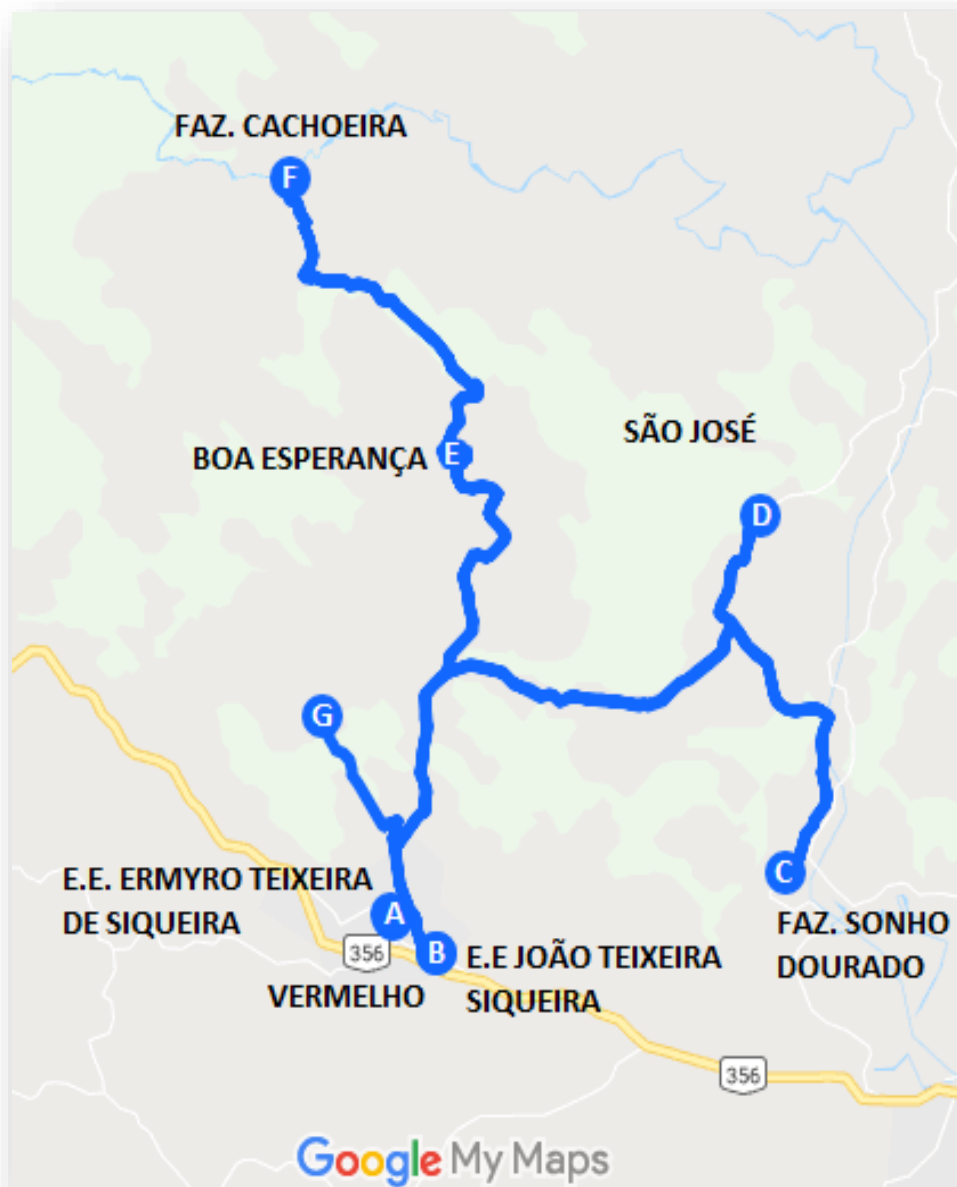 FAZ. CACHOEIRA
F
SÃO JOSÉ
BOA ESPERANÇA
E
D
G
E.E. ERMYRO TEIXEIRA
DE SIQUEIRA
A
C
FAZ. SONHO
DOURADO
356
B
E.E JOÃO TEIXEIRA
SIQUEIRA
VERMELHO
356
Google My Maps